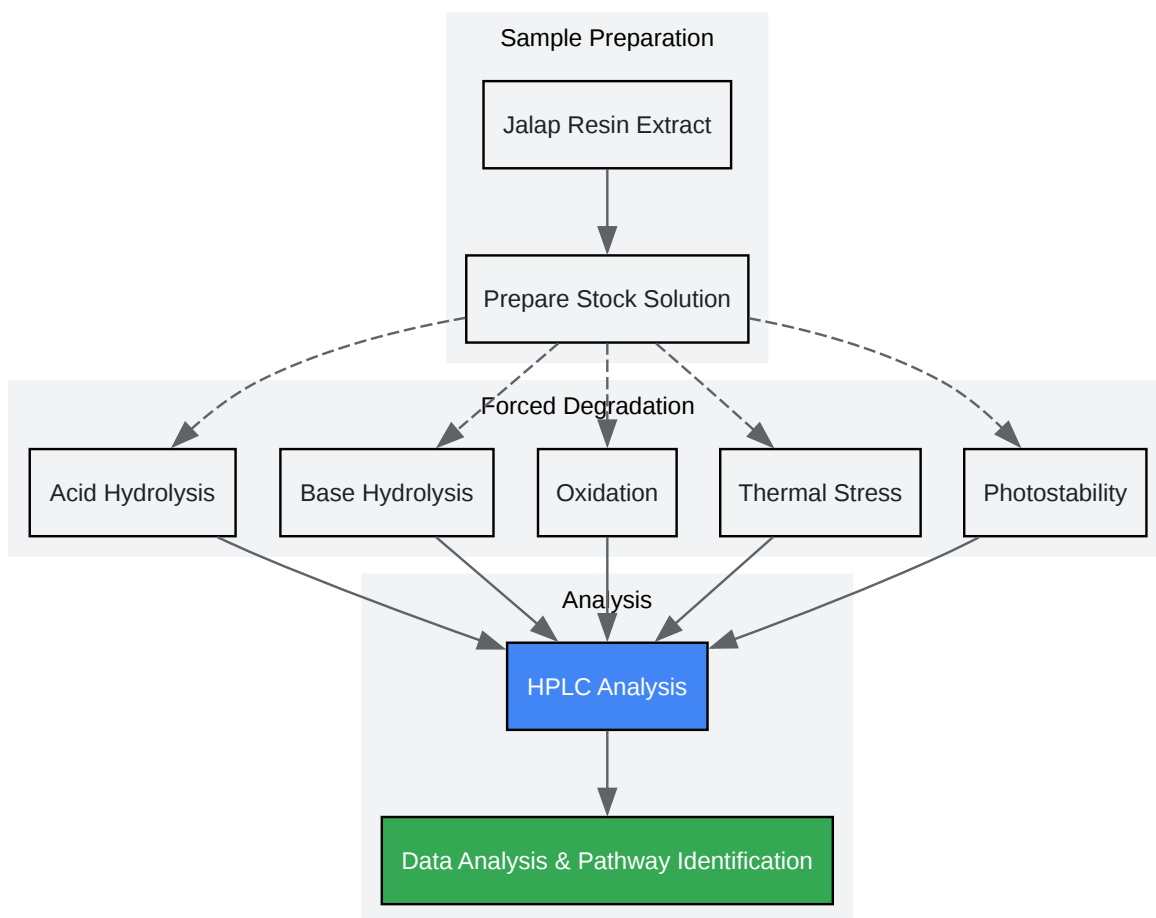 Sample Preparation
Jalap Resin Extract
Prepare Stock Solution
Forced Degradation
Acid Hydrolysis
Base Hydrolysis
Oxidation
Thermal Stress
Photostability
Analysis
HPLC Analysis
Data Analysis & Pathway Identification